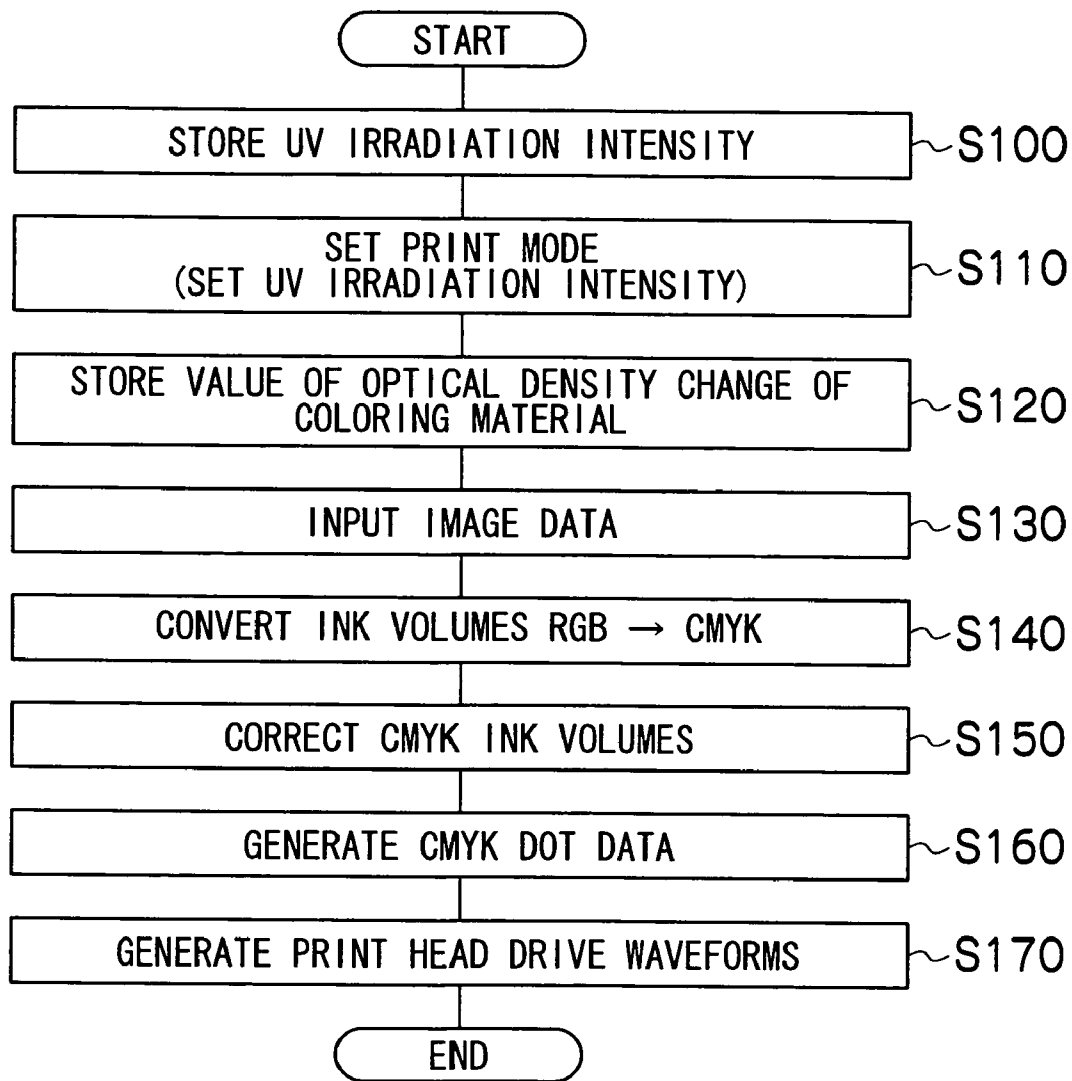 START
STORE UV IRRADIATION INTENSITY
S100
SET PRINT MODE
(SET UV IRRADIATION INTENSITY)
S110
STORE VALUE OF OPTICAL DENSITY CHANGE OF
COLORING MATERIAL
S120
INPUT IMAGE DATA
S130
CONVERT INK VOLUMES RGB → CMYK
S140
CORRECT CMYK INK VOLUMES
S150
GENERATE CMYK DOT DATA
S160
GENERATE PRINT HEAD DRIVE WAVEFORMS
S170
END